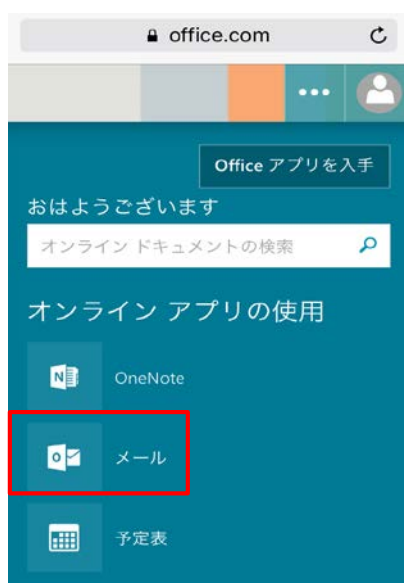 office.com
Office アプリを入手
おはようございます
オンライン ドキュメントの検索
オンライン アプリの使用
N
OneNote
o
メール
予定表